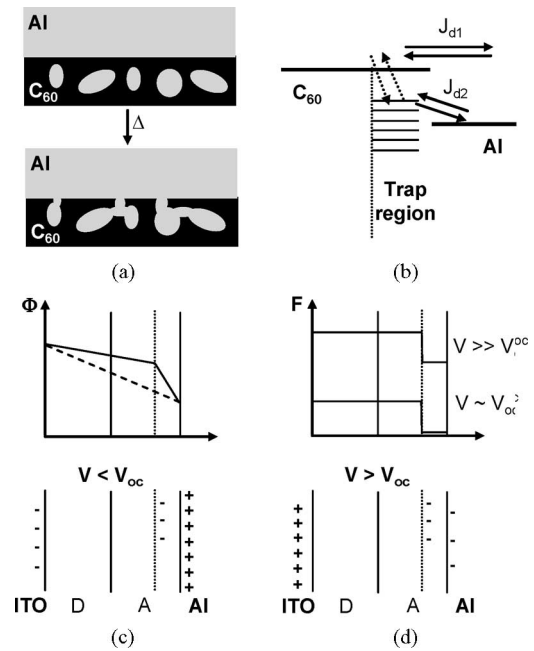 Al
C60
Δ
Al
C60
(a)
Jd1
C60
Jd2
Al
Trap
region
(b)
Φ
V < Voc
- - - -
- - -
+ + + + + + +
ITO D A Al
(c)
F
V >> Voc
V ~ Voc
V > Voc
+ + + + + +
- - -
- - -
ITO D A Al
(d)